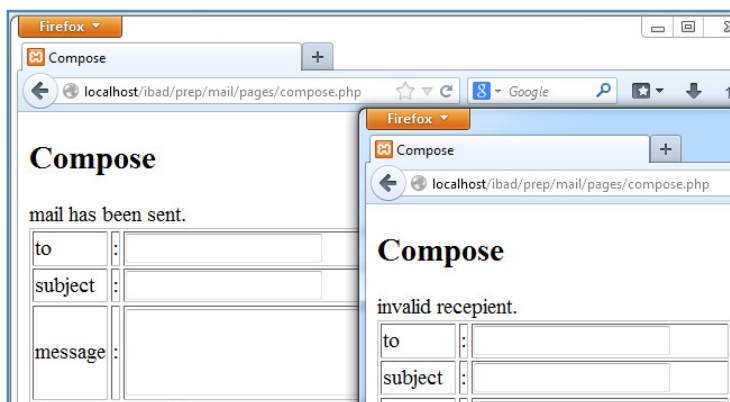 Firefox
Compose
localhost/ibad/prep/mail/pages/compose.php
Google
Compose
mail has been sent.
to :
subject :
message :
Firefox
Compose
localhost/ibad/prep/mail/pages/compose.php
Compose
invalid recepient.
to :
subject :